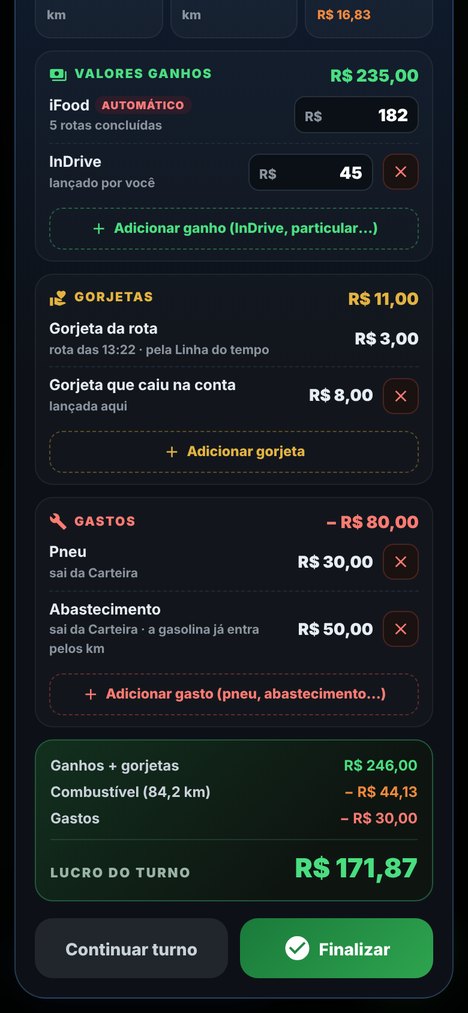 km
km
R$ 16,83
VALORES GANHOS
R$ 235,00
iFood AUTOMÁTICO
5 rotas concluídas
R$ 182
InDrive
lançado por você
R$ 45
+ Adicionar ganho (InDrive, particular...)
GORJETAS
R$ 11,00
Gorjeta da rota
rota das 13:22 · pela Linha do tempo
R$ 3,00
Gorjeta que caiu na conta
lançada aqui
R$ 8,00
+ Adicionar gorjeta
GASTOS
– R$ 80,00
Pneu
sai da Carteira
R$ 30,00
Abastecimento
sai da Carteira · a gasolina já entra
pelos km
R$ 50,00
+ Adicionar gasto (pneu, abastecimento...)
Ganhos + gorjetas
R$ 246,00
Combustível (84,2 km)
– R$ 44,13
Gastos
– R$ 30,00
LUCRO DO TURNO
R$ 171,87
Continuar turno
Finalizar